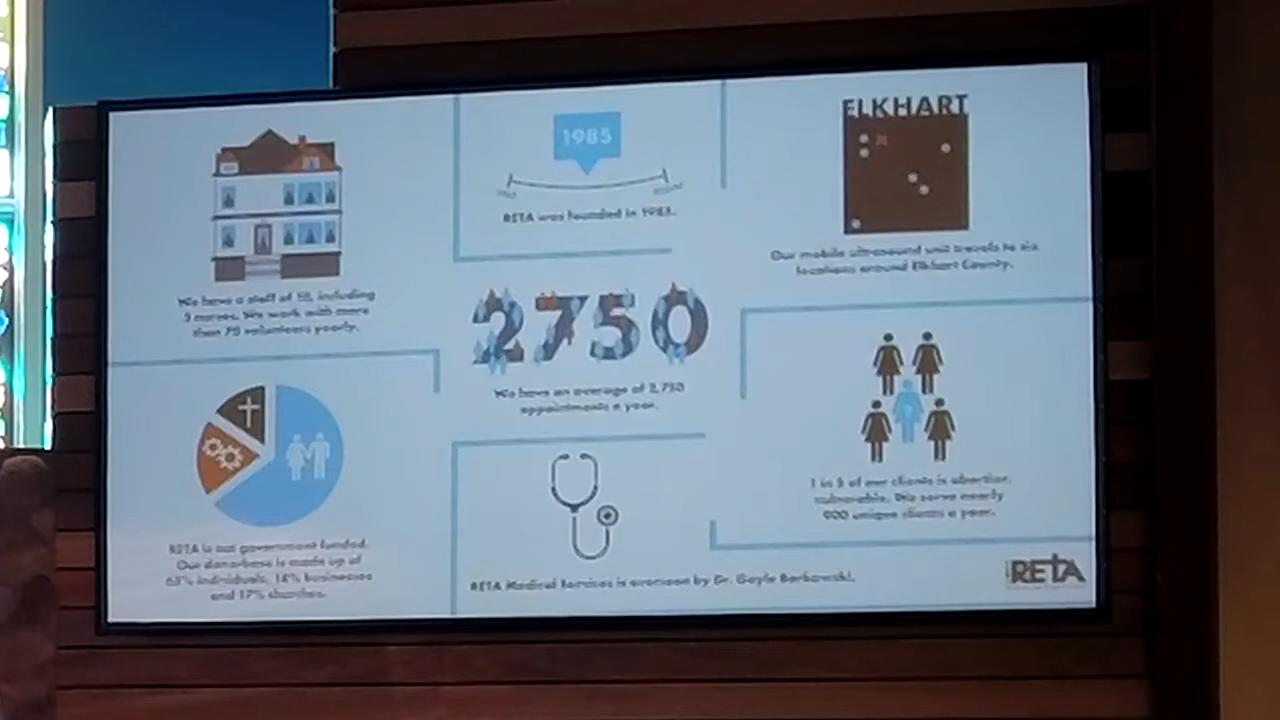 We have a staff of 10, including
nurses. We work with more
than 70 volunteers yearly.
1985
RETA was founded in 1985.
ELKHART
Our mobile ultrasound unit travels to six
locations around Elkhart County.
2750
We have an average of 2,750
appointments a year.
RETA is not government funded.
Our donorbase is made up of
65% individuals, 18% businesses
and 17% churches.
RETA Medical Services is overseen by Dr. Gayle Borkowski.
1 in 5 of our clients is abortion
vulnerable. We serve nearly
900 unique clients a year.
RETA